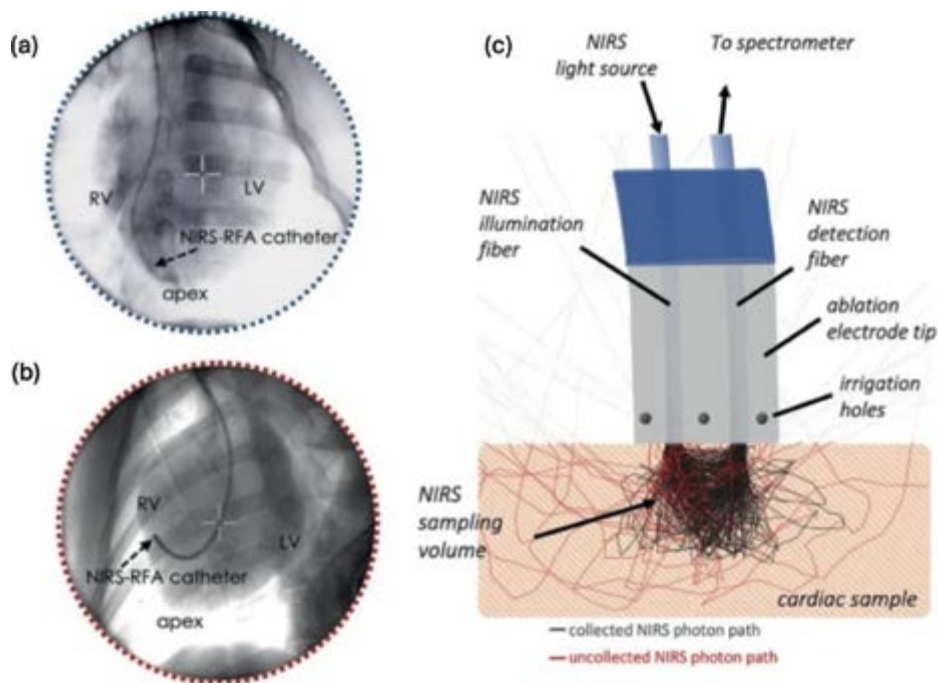 (a)
RV
LV
NIRS-RFA catheter
apex
(b)
RV
LV
NIRS-RFA catheter
apex
(c)
NIRS
light source
To spectrometer
NIRS
illumination
fiber
NIRS
detection
fiber
ablation
electrode tip
irrigation
holes
NIRS
sampling
volume
cardiac sample
collected NIRS photon path
uncollected NIRS photon path